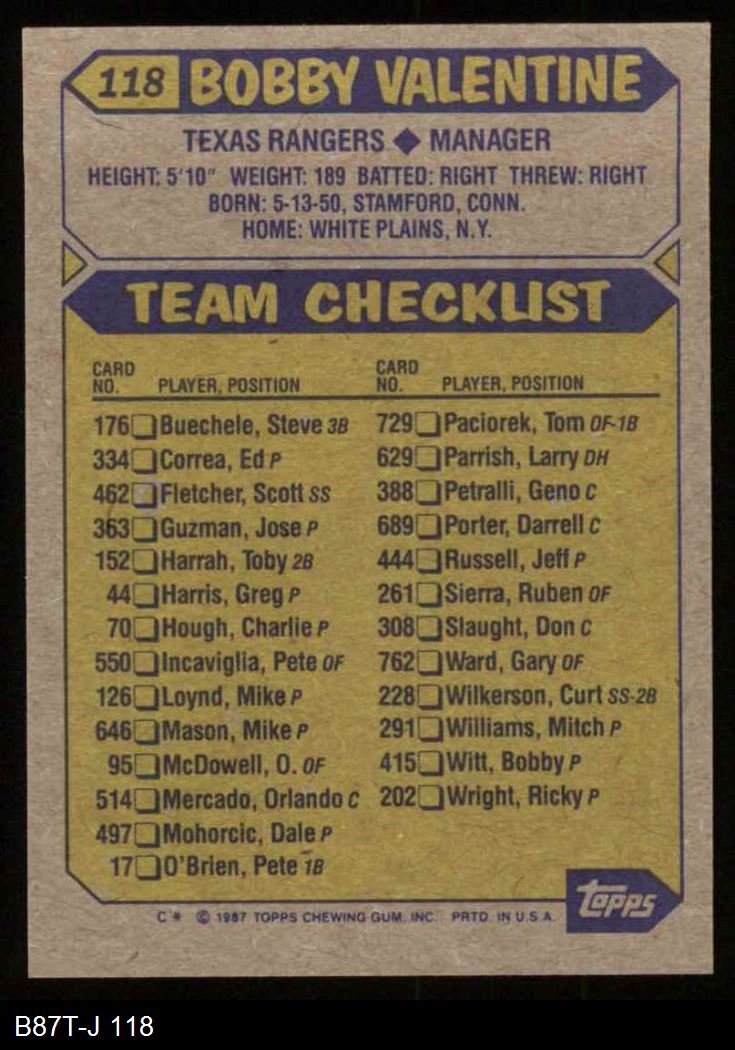 118 BOBBY VALENTINE
TEXAS RANGERS ◆ MANAGER
HEIGHT: 5'10" WEIGHT: 189 BATTED: RIGHT THREW: RIGHT
BORN: 5-13-50, STAMFORD, CONN.
HOME: WHITE PLAINS, N.Y.
TEAM CHECKLIST
CARD
NO. PLAYER, POSITION
176 Buechele, Steve 3B
334 Correa, Ed P
462 Fletcher, Scott SS
363 Guzman, Jose P
152 Harrah, Toby 2B
44 Harris, Greg P
70 Hough, Charlie P
550 Incaviglia, Pete OF
126 Loynd, Mike P
646 Mason, Mike P
95 McDowell, O. OF
514 Mercado, Orlando C
497 Mohorcic, Dale P
17 O'Brien, Pete 1B
CARD
NO. PLAYER, POSITION
729 Paciorek, Tom OF-1B
629 Parrish, Larry DH
388 Petralli, Geno C
689 Porter, Darrell C
444 Russell, Jeff P
261 Sierra, Ruben OF
308 Slaught, Don C
762 Ward, Gary OF
228 Wilkerson, Curt SS-2B
291 Williams, Mitch P
415 Witt, Bobby P
202 Wright, Ricky P
topps
C* © 1987 TOPPS CHEWING GUM, INC. PRTD. IN U.S.A.
B87T-J 118